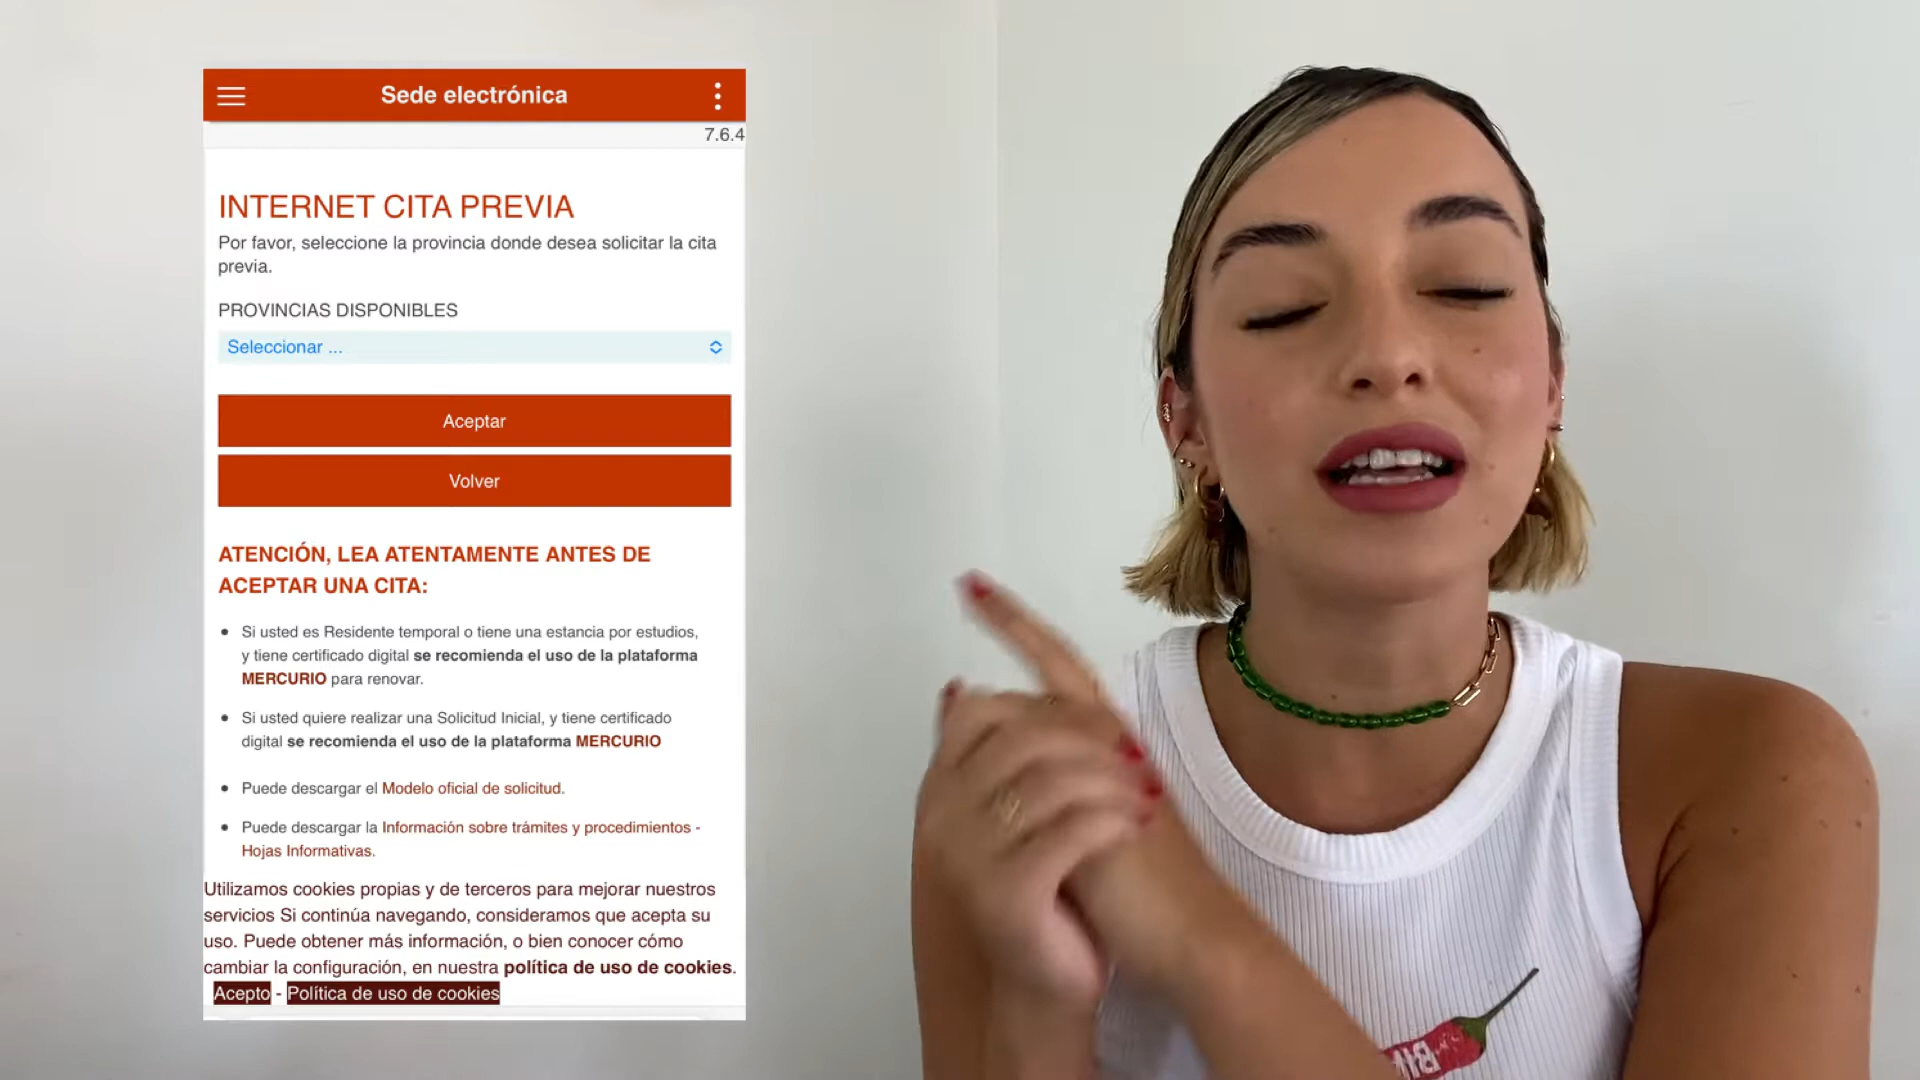 Sede electrónica
7.6.4
INTERNET CITA PREVIA
Por favor, seleccione la provincia donde desea solicitar la cita
previa.
PROVINCIAS DISPONIBLES
Seleccionar ...
Aceptar
Volver
ATENCIÓN, LEA ATENTAMENTE ANTES DE
ACEPTAR UNA CITA:
Si usted es Residente temporal o tiene una estancia por estudios,
y tiene certificado digital se recomienda el uso de la plataforma
MERCURIO para renovar.
Si usted quiere realizar una Solicitud Inicial, y tiene certificado
digital se recomienda el uso de la plataforma MERCURIO
Puede descargar el Modelo oficial de solicitud.
Puede descargar la Información sobre trámites y procedimientos -
Hojas Informativas.
Utilizamos cookies propias y de terceros para mejorar nuestros
servicios Si continúa navegando, consideramos que acepta su
uso. Puede obtener más información, o bien conocer cómo
cambiar la configuración, en nuestra política de uso de cookies.
Acepto - Política de uso de cookies